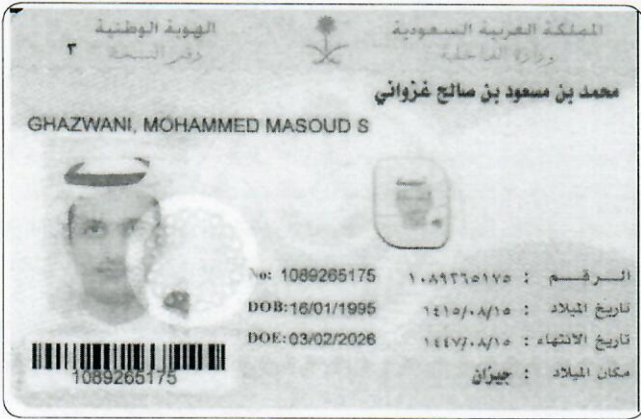 المملكة العربية السعودية
وزارة الداخلية
الهوية الوطنية
رقم النسخة ٣
محمد بن مسعود بن صالح غزواني
GHAZWANI, MOHAMMED MASOUD S
No: 1089265175 الـرقـــم : ١٠٨٩٢٦٥١٧٥
DOB:16/01/1995 تاريخ الميلاد : ١٤١٥/٠٨/١٥
DOE:03/02/2026 تاريخ الانتهاء : ١٤٤٧/٠٨/١٥
مكان الميلاد : جيزان
1089265175